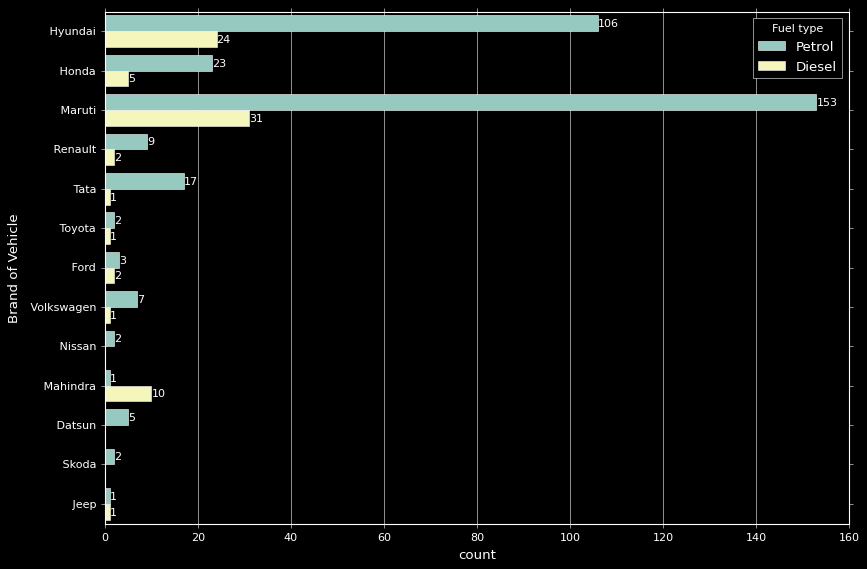 Fuel type
Petrol
Diesel
Brand of Vehicle
Hyundai 106
24
Honda 23
5
Maruti 153
31
Renault 9
2
Tata 17
1
Toyota 2
1
Ford 3
2
Volkswagen 7
1
Nissan 2
Mahindra 1
10
Datsun 5
Skoda 2
Jeep 1
1
0 20 40 60 80 100 120 140 160
count